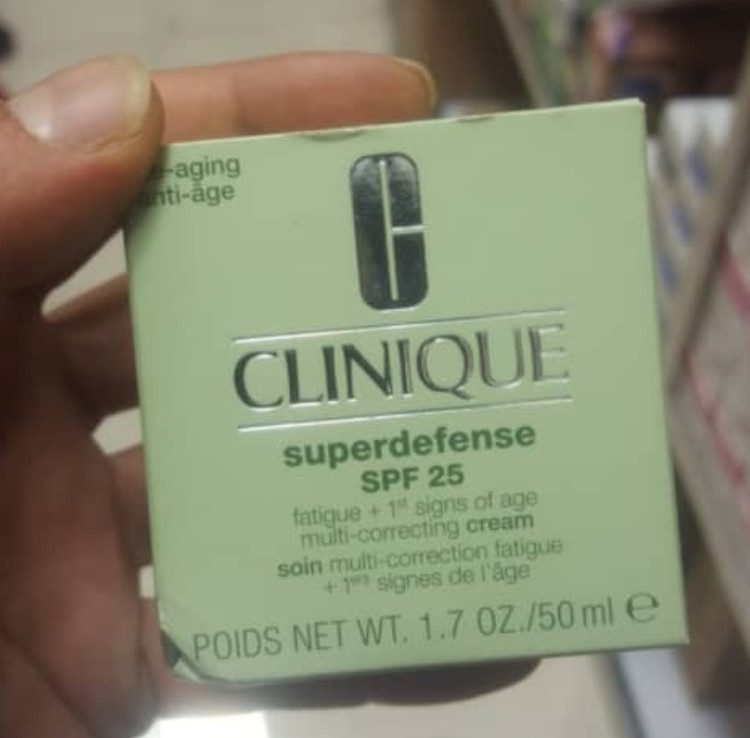 -aging
anti-âge
CLINIQUE
superdefense
SPF 25
fatigue + 1st signs of age
multi-correcting cream
soin multi-correction fatigue
+ 1ers signes de l'âge
POIDS NET WT. 1.7 OZ./50 ml ℮